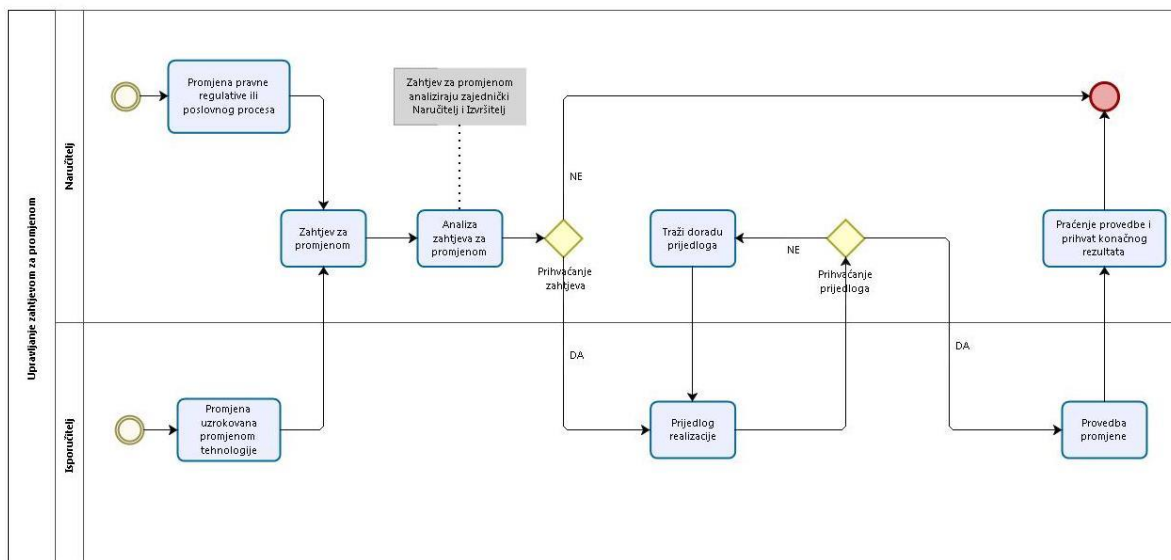 Upravljanje zahtjevom za promjenom
Naručitelj
Promjena pravne
regulative ili
poslovnog procesa
Zahtjev za promjenom
analiziraju zajednički
Naručitelj i Izvršitelj
Zahtjev za
promjenom
Analiza
zahtjeva za
promjenom
NE
Prihvaćanje
zahtjeva
Traži doradu
prijedloga
NE
Prihvaćanje
prijedloga
Praćenje provedbe i
prihvat konačnog
rezultata
Isporučitelj
DA
DA
Promjena
uzrokovana
promjenom
tehnologije
Prijedlog
realizacije
Provedba
promjene